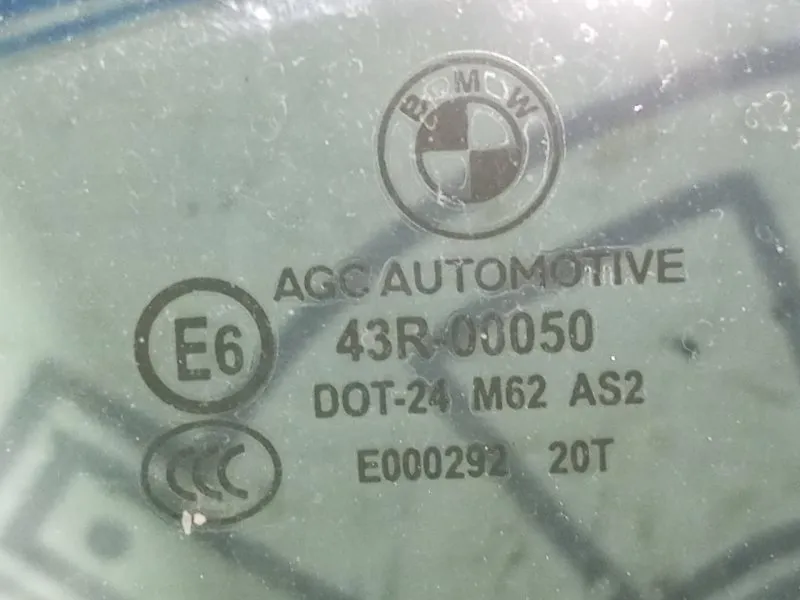 BMW
AGC AUTOMOTIVE
E6
43R-00050
DOT-24 M62 AS2
CCC
E000292 20T